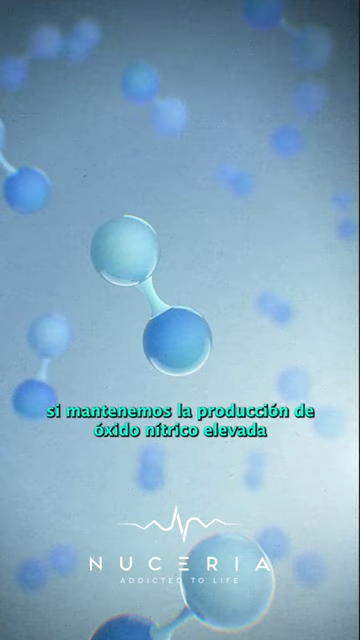 si mantenemos la producción de
óxido nítrico elevada
NUCERIA
ADDICTED TO LIFE